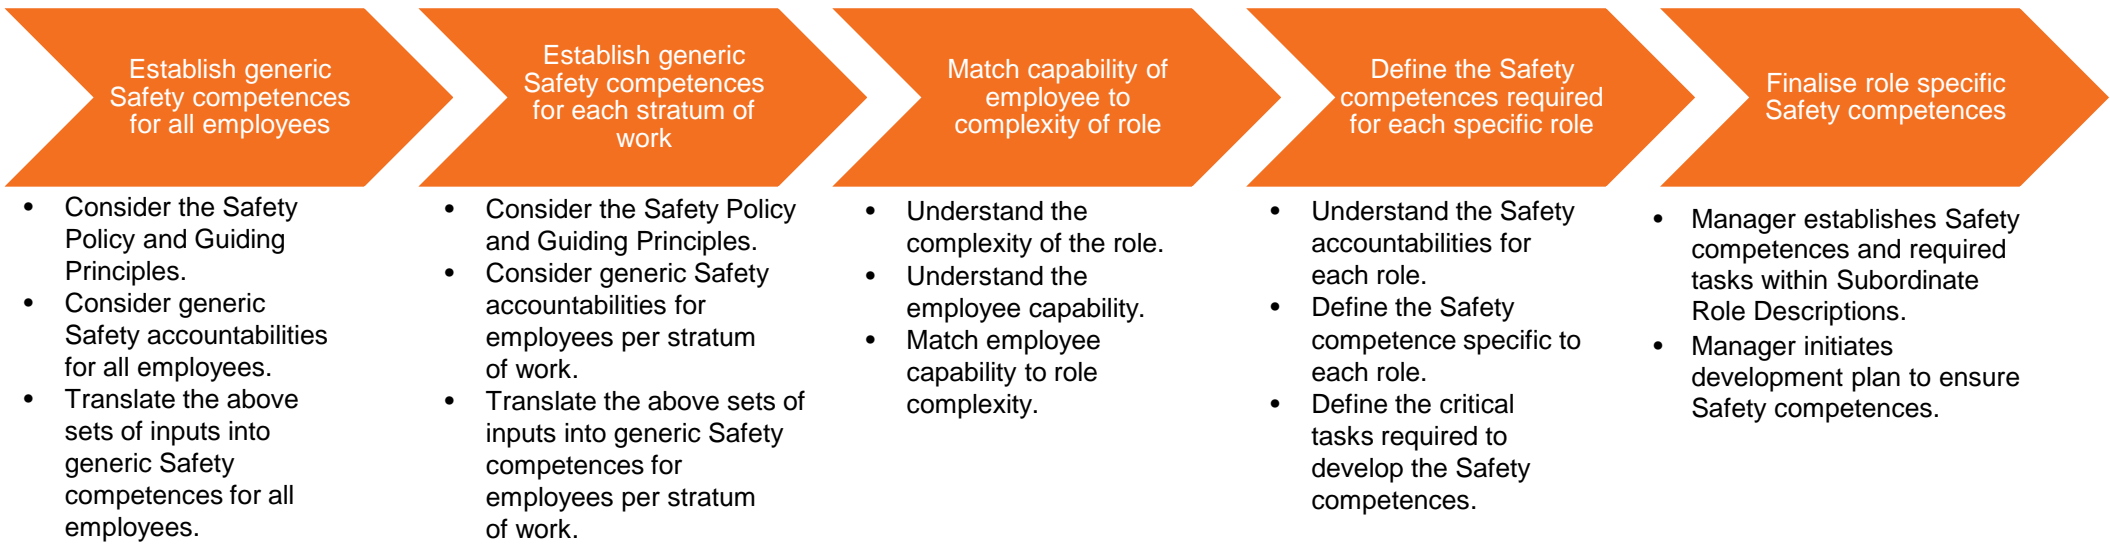 Establish generic
Safety competences
for all employees
Establish generic
Safety competences
for each stratum of
work
Match capability of
employee to
complexity of role
Define the Safety
competences required
for each specific role
Finalise role specific
Safety competences
• Consider the Safety
Policy and Guiding
Principles.
• Consider generic
Safety accountabilities
for all employees.
• Translate the above
sets of inputs into
generic Safety
competences for all
employees.
• Consider the Safety Policy
and Guiding Principles.
• Consider generic Safety
accountabilities for
employees per stratum
of work.
• Translate the above sets of
inputs into generic Safety
competences for
employees per stratum
of work.
• Understand the
complexity of the role.
• Understand the
employee capability.
• Match employee
capability to role
complexity.
• Understand the Safety
accountabilities for
each role.
• Define the Safety
competence specific to
each role.
• Define the critical
tasks required to
develop the Safety
competences.
• Manager establishes Safety
competences and required
tasks within Subordinate
Role Descriptions.
• Manager initiates
development plan to ensure
Safety competences.